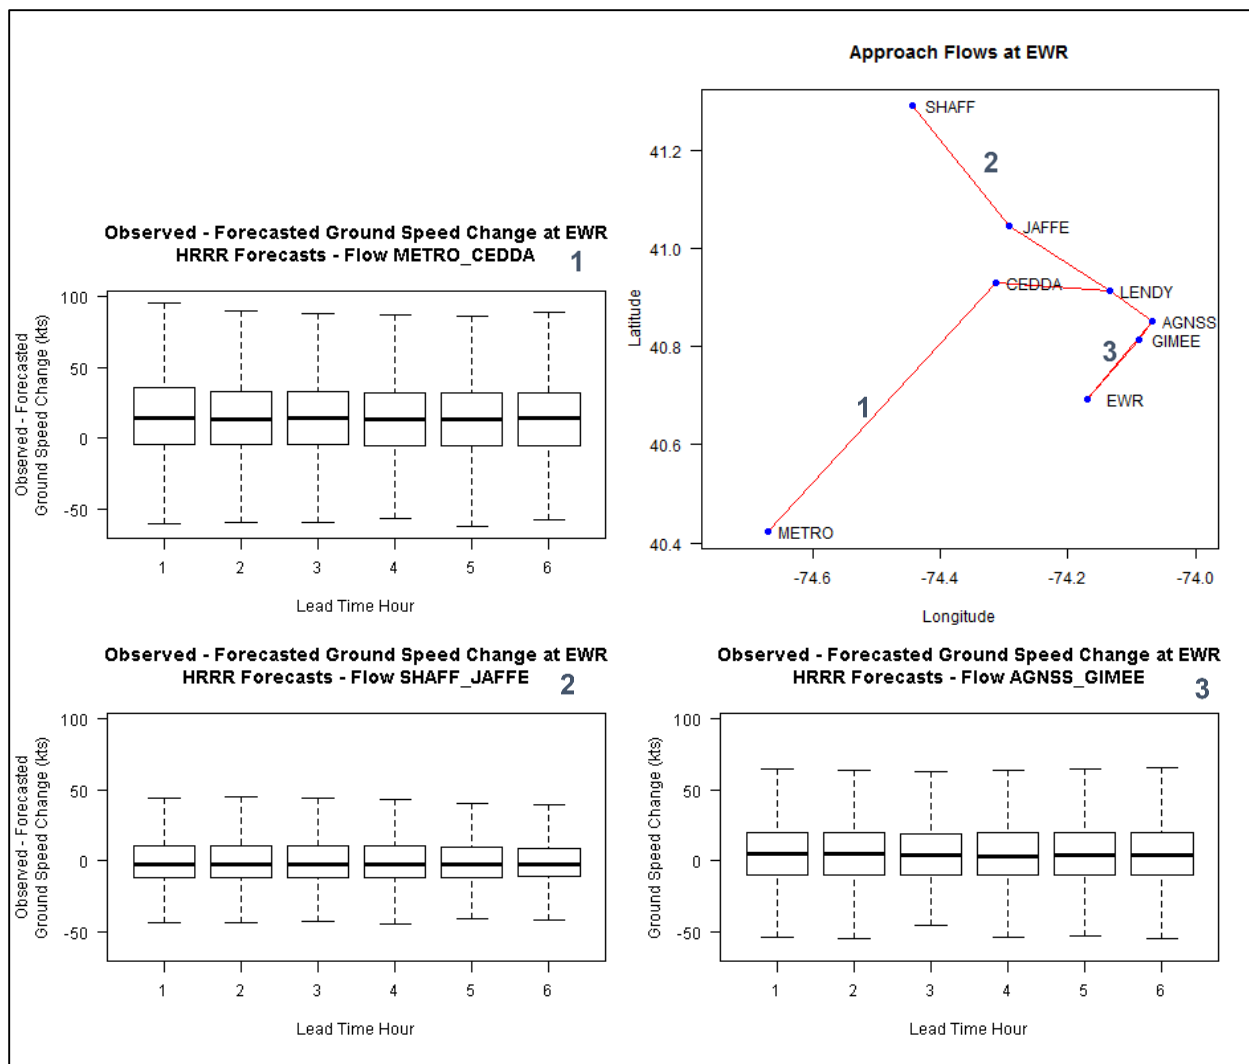 Approach Flows at EWR
SHAFF
41.2
2
JAFFE
41.0
CEDDA
LENDY
Latitude
AGNSS
GIMEE
40.8
3
EWR
1
40.6
METRO
40.4
-74.6 -74.4 -74.2 -74.0
Longitude
Observed - Forecasted Ground Speed Change at EWR
HRRR Forecasts - Flow METRO_CEDDA 1
Observed - Forecasted
Ground Speed Change (kts)
100
50
0
-50
1 2 3 4 5 6
Lead Time Hour
Observed - Forecasted Ground Speed Change at EWR
HRRR Forecasts - Flow SHAFF_JAFFE 2
Observed - Forecasted
Ground Speed Change (kts)
100
50
0
-50
1 2 3 4 5 6
Lead Time Hour
Observed - Forecasted Ground Speed Change at EWR
HRRR Forecasts - Flow AGNSS_GIMEE 3
Ground Speed Change (kts)
100
50
0
-50
1 2 3 4 5 6
Lead Time Hour